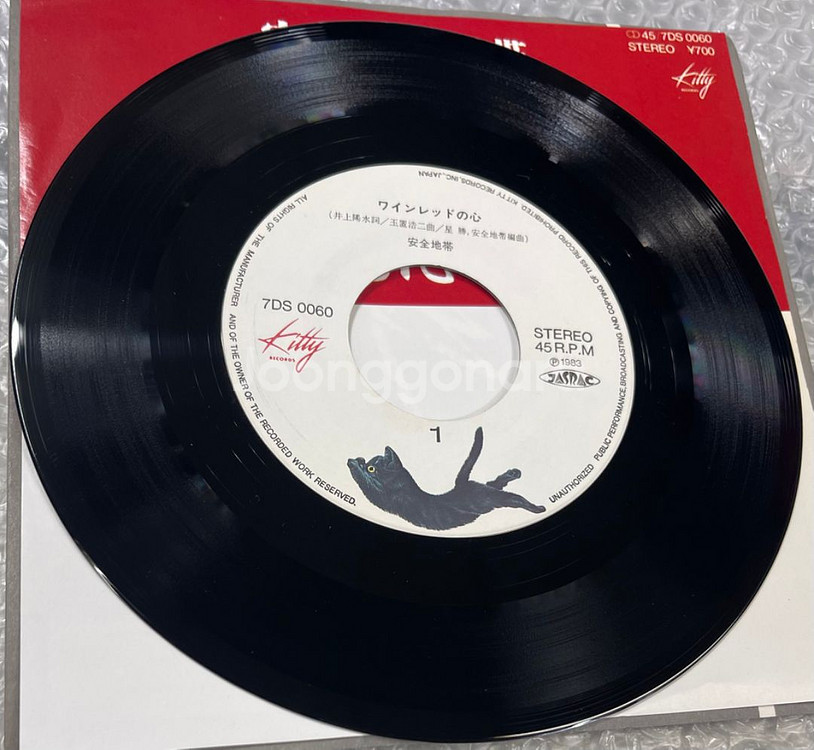 45 7DS 0060
STEREO ¥700
Kitty
RECORDS
ワインレッドの心
(井上陽水詞/玉置浩二曲/星 勝、安全地帯編曲)
安全地帯
7DS 0060
Kitty
RECORDS
STEREO
45 R.P.M
Ⓟ1983
JASRAC
1
ALL RIGHTS OF THE MANUFACTURER AND OF THE OWNER OF THE RECORDED WORK RESERVED.
UNAUTHORIZED PUBLIC PERFORMANCE, BROADCASTING AND COPYING OF THIS RECORD PROHIBITED. KITTY RECORDS, INC., JAPAN
joonggonara